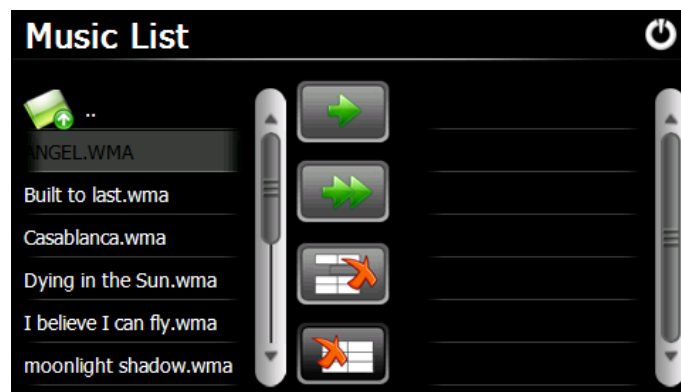 Music List
..
ANGEL.WMA
Built to last.wma
Casablanca.wma
Dying in the Sun.wma
I believe I can fly.wma
moonlight shadow.wma